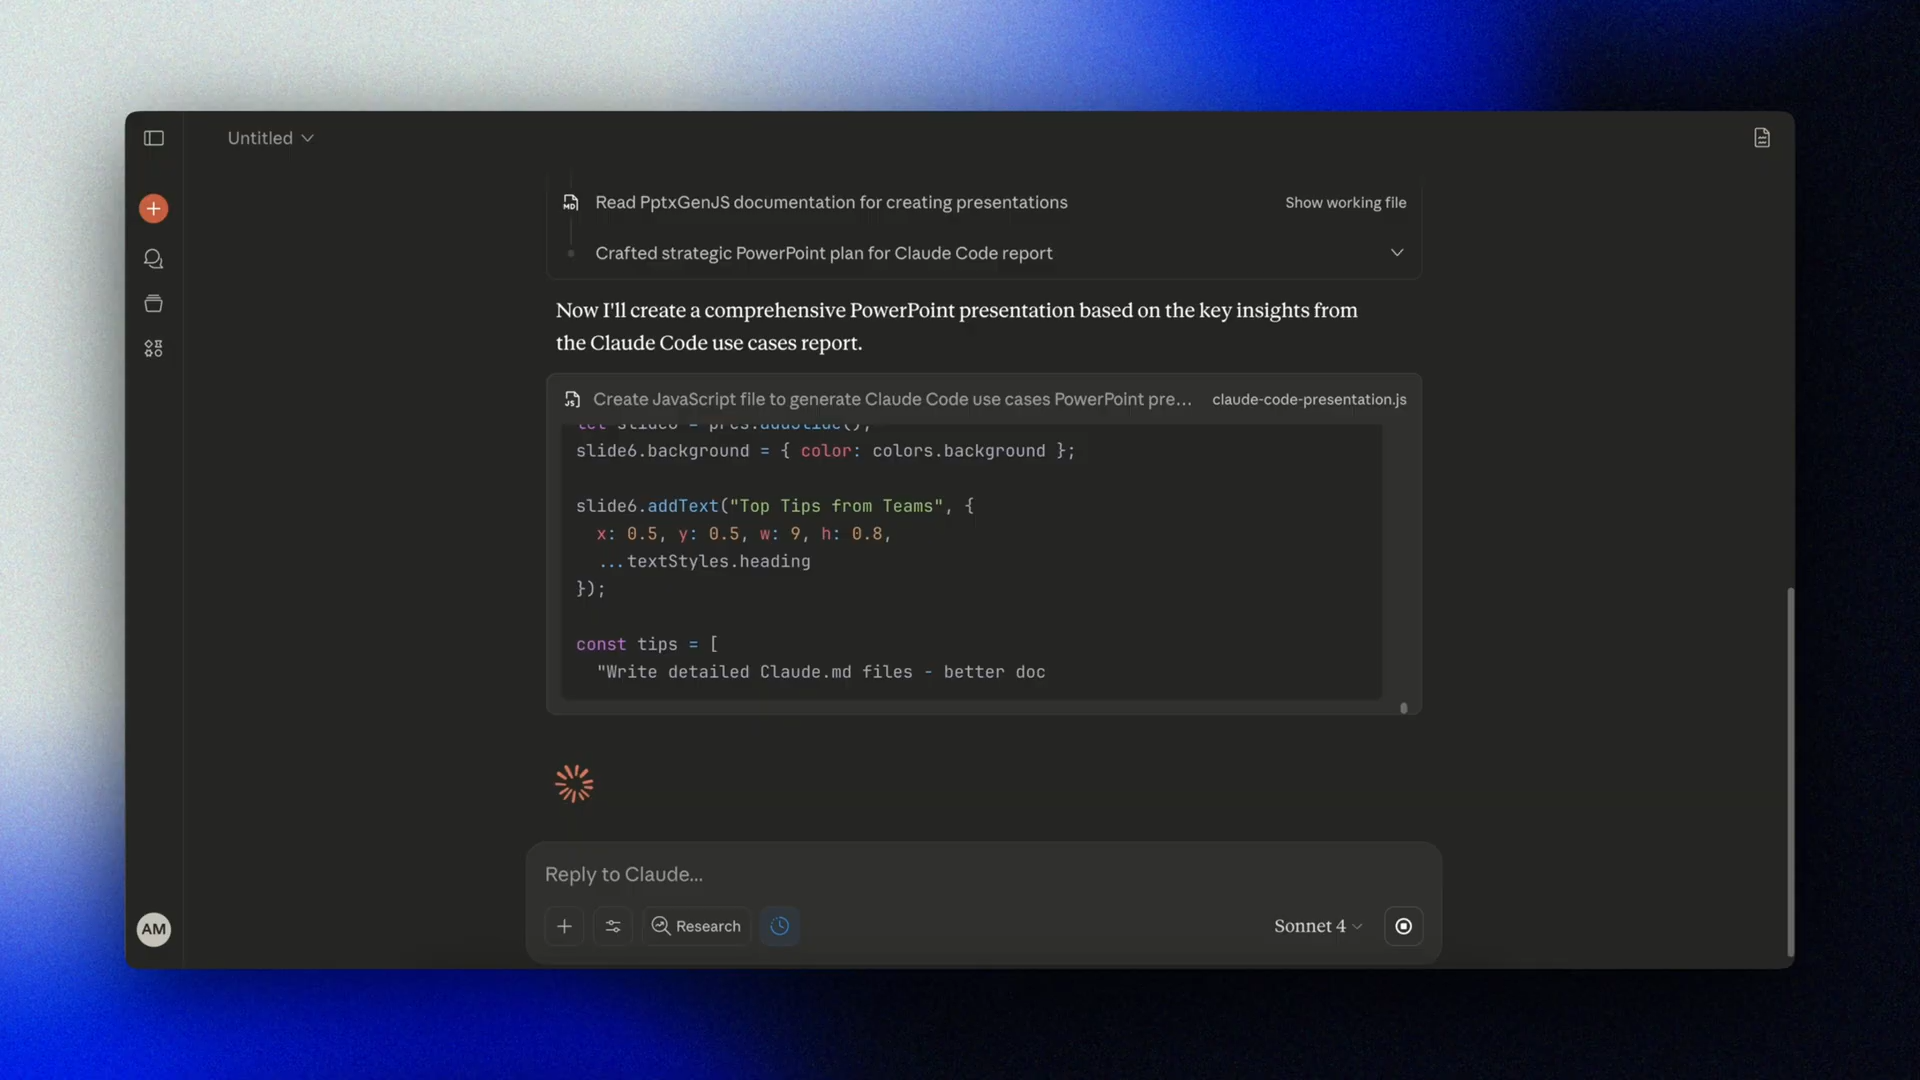 Untitled
Read PptxGenJS documentation for creating presentations
Show working file
Crafted strategic PowerPoint plan for Claude Code report
Now I'll create a comprehensive PowerPoint presentation based on the key insights from
the Claude Code use cases report.
Create JavaScript file to generate Claude Code use cases PowerPoint pre...
claude-code-presentation.js
let slide6 = pres.addSlide();
slide6.background = { color: colors.background };
slide6.addText("Top Tips from Teams", {
x: 0.5, y: 0.5, w: 9, h: 0.8,
...textStyles.heading
});
const tips = [
"Write detailed Claude.md files - better doc
Reply to Claude...
Research
Sonnet 4
AM